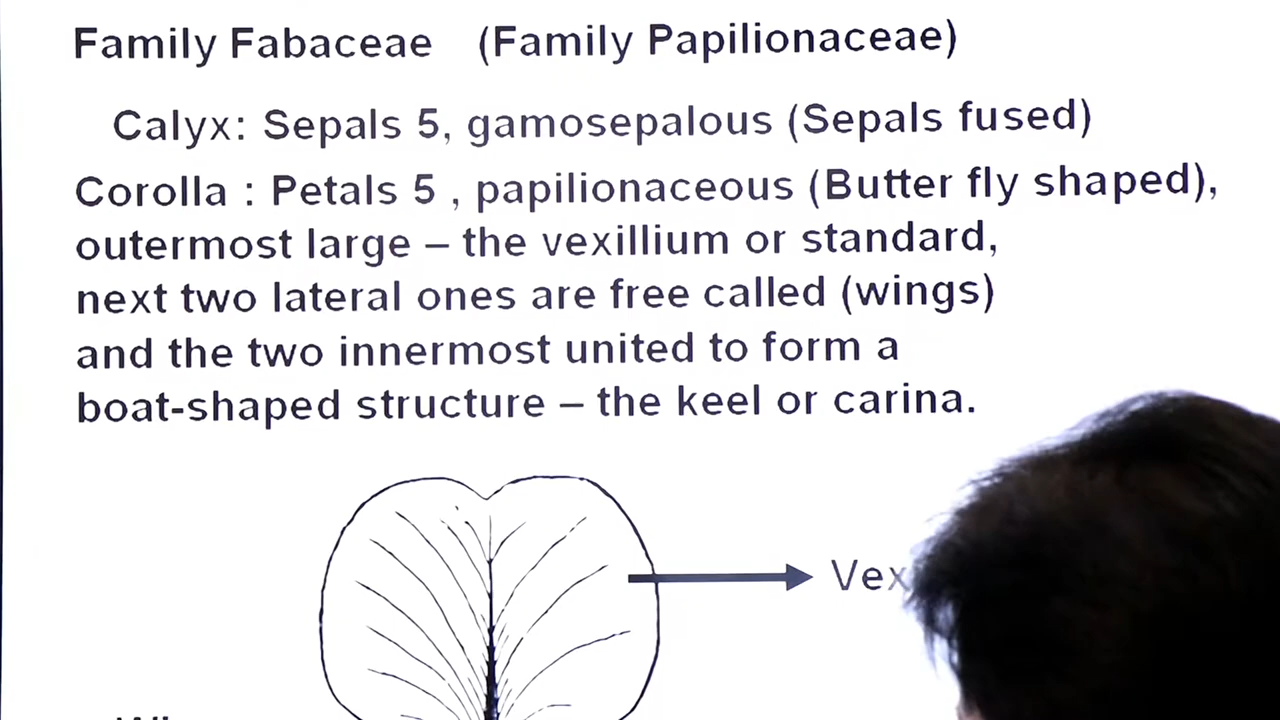 Family Fabaceae (Family Papilionaceae)
Calyx: Sepals 5, gamosepalous (Sepals fused)
Corolla : Petals 5 , papilionaceous (Butter fly shaped),
outermost large – the vexillium or standard,
next two lateral ones are free called (wings)
and the two innermost united to form a
boat-shaped structure – the keel or carina.